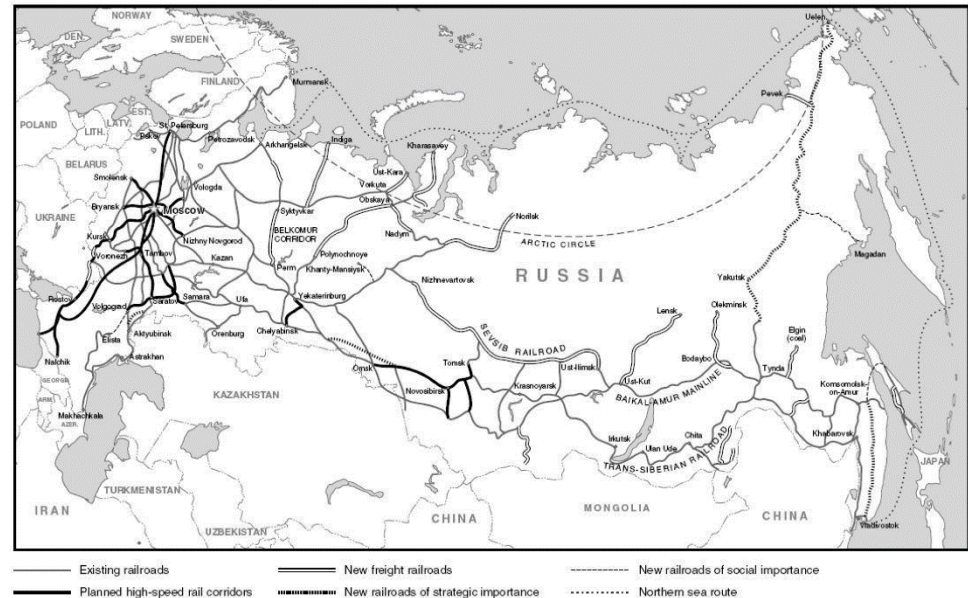 NORWAY
DEN.
SWEDEN
FINLAND
Murmansk
Uelen
Pevek
POLAND
LITH.
LATV.
EST.
St. Petersburg
Pskov
Petrozavodsk
Arkhangelsk
Indiga
Kharasavey
BELARUS
Smolensk
Vologda
Ust-Kara
Vorkuta
Obskaya
Bryansk
MOSCOW
Syktyvkar
Norilsk
UKRAINE
Kursk
Nizhny Novgorod
BELKOMUR
CORRIDOR
Nadym
ARCTIC CIRCLE
Voronezh
Tambov
Kazan
Perm
Polynochnoye
Khanty-Mansiysk
Nizhnevartovsk
RUSSIA
Yakutsk
Magadan
Rostov
Volgograd
Saratov
Samara
Ufa
Yekaterinburg
Chelyabinsk
SEVSIB RAILROAD
Lensk
Olekminsk
Elgin
(coal)
Elista
Aktyubinsk
Orenburg
Omsk
Tomsk
Ust-Ilimsk
Bodaybo
Tynda
Nalchik
Astrakhan
Novosibirsk
Krasnoyarsk
Ust-Kut
BAIKAL-AMUR MAINLINE
Komsomolsk-
on-Amur
GEORGIA
ARM.
AZER.
Makhachkala
KAZAKHSTAN
Irkutsk
Ulan Ude
Chita
TRANS-SIBERIAN RAILROAD
Khabarovsk
JAPAN
IRAN
TURKMENISTAN
UZBEKISTAN
CHINA
MONGOLIA
CHINA
Vladivostok
Existing railroads
New freight railroads
New railroads of social importance
Planned high-speed rail corridors
New railroads of strategic importance
Northern sea route